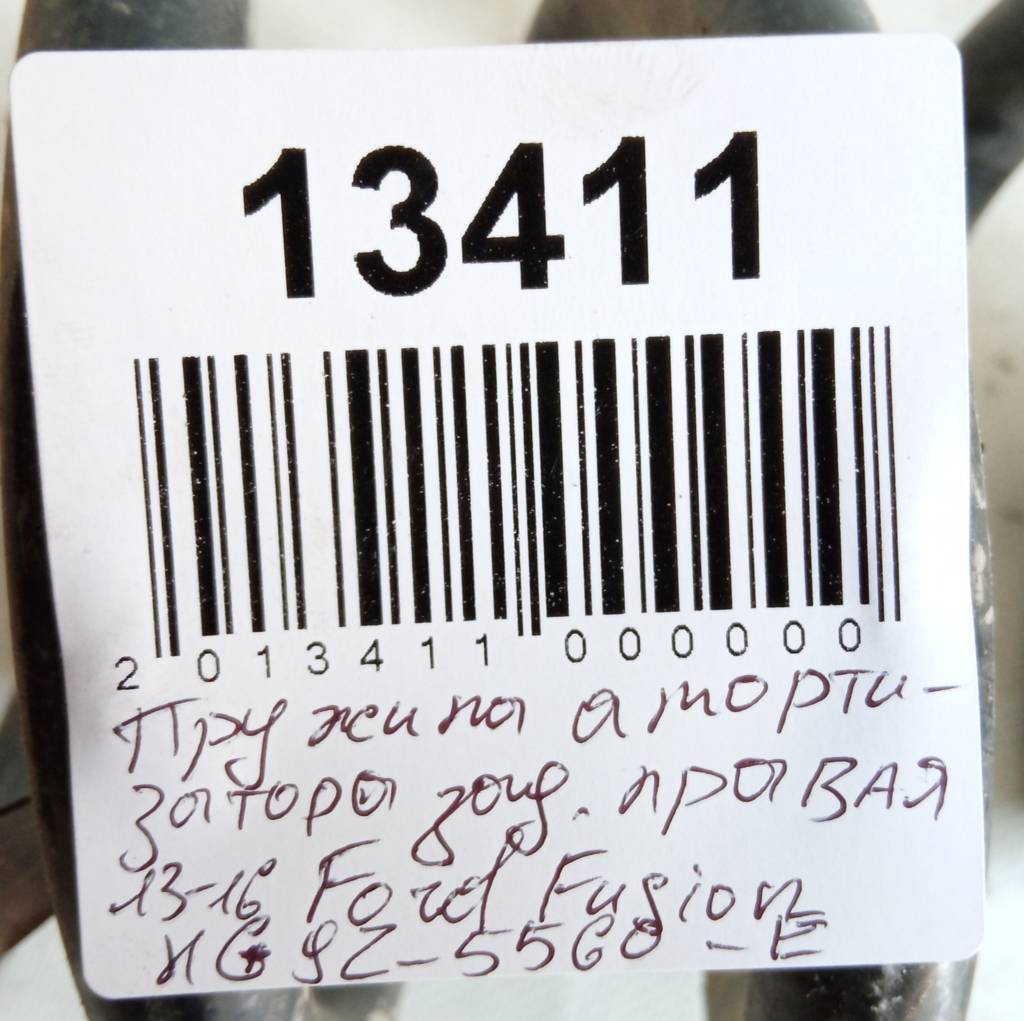 13411
2 013411 000000
Пружина аморти-
затора зад. правая
13-16 Ford Fusion
HG9Z-5560-E